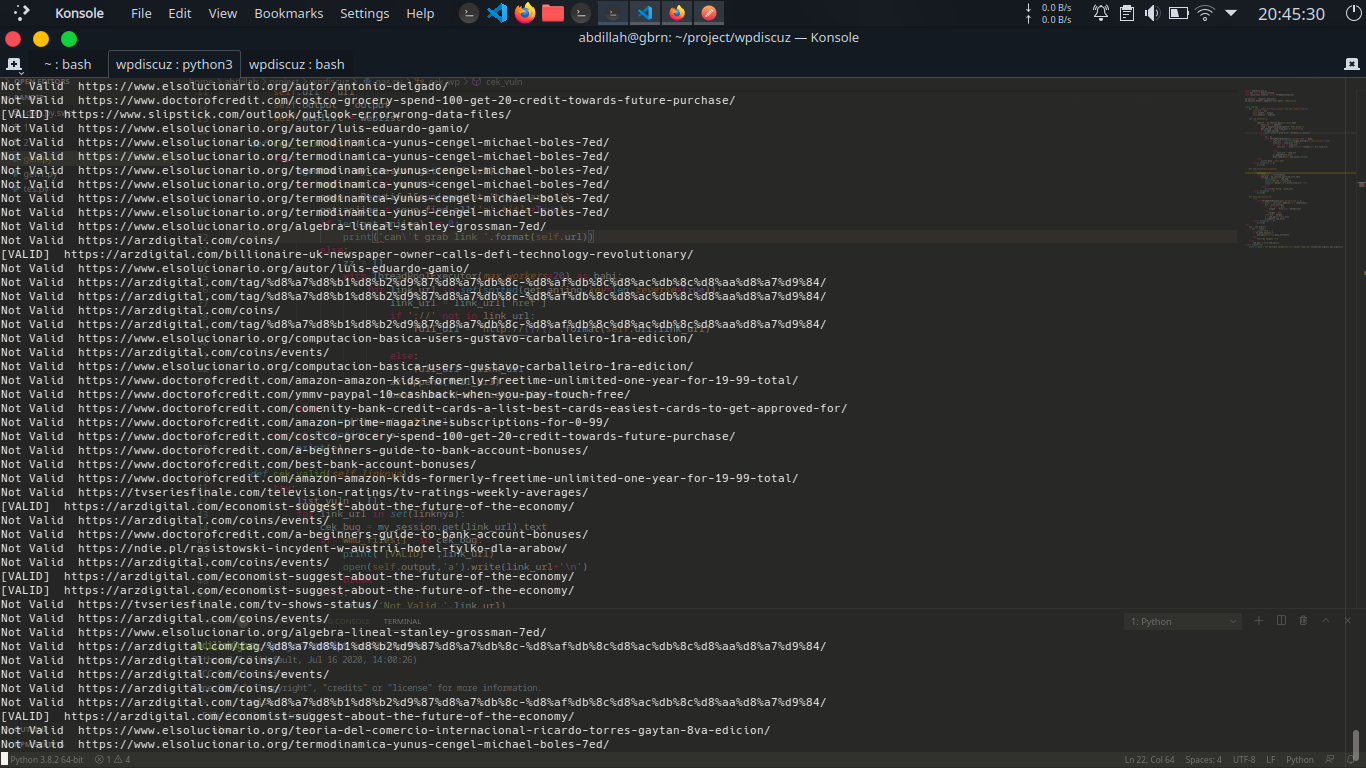 Konsole File Edit View Bookmarks Settings Help 0.0 B/s 0.0 B/s 20:45:30
abdillah@gbrn: ~/project/wpdiscuz — Konsole
~ : bash wpdiscuz : python3 wpdiscuz : bash
Not Valid https://www.elsolucionario.org/autor/antonio-delgado/
Not Valid https://www.doctorofcredit.com/costco-grocery-spend-100-get-20-credit-towards-future-purchase/
[VALID] https://www.slipstick.com/outlook/outlook-errorwrong-data-files/
Not Valid https://www.elsolucionario.org/autor/luis-eduardo-gamio/
Not Valid https://www.elsolucionario.org/termodinamica-yunus-cengel-michael-boles-7ed/
Not Valid https://www.elsolucionario.org/termodinamica-yunus-cengel-michael-boles-7ed/
Not Valid https://www.elsolucionario.org/termodinamica-yunus-cengel-michael-boles-7ed/
Not Valid https://www.elsolucionario.org/termodinamica-yunus-cengel-michael-boles-7ed/
Not Valid https://www.elsolucionario.org/termodinamica-yunus-cengel-michael-boles-7ed/
Not Valid https://www.elsolucionario.org/termodinamica-yunus-cengel-michael-boles-7ed/
Not Valid https://www.elsolucionario.org/algebra-lineal-stanley-grossman-7ed/
Not Valid https://arzdigital.com/coins/
[VALID] https://arzdigital.com/billionaire-uk-newspaper-owner-calls-defi-technology-revolutionary/
Not Valid https://www.elsolucionario.org/autor/luis-eduardo-gamio/
Not Valid https://arzdigital.com/tag/%d8%a7%d8%b1%d8%b2%d9%87%d8%a7%db%8c-%d8%af%db%8c%d8%ac%db%8c%d8%aa%d8%a7%d9%84/
Not Valid https://arzdigital.com/tag/%d8%a7%d8%b1%d8%b2%d9%87%d8%a7%db%8c-%d8%af%db%8c%d8%ac%db%8c%d8%aa%d8%a7%d9%84/
Not Valid https://arzdigital.com/coins/
Not Valid https://arzdigital.com/tag/%d8%a7%d8%b1%d8%b2%d9%87%d8%a7%db%8c-%d8%af%db%8c%d8%ac%db%8c%d8%aa%d8%a7%d9%84/
Not Valid https://www.elsolucionario.org/computacion-basica-users-gustavo-carballeiro-1ra-edicion/
Not Valid https://arzdigital.com/coins/events/
Not Valid https://www.elsolucionario.org/computacion-basica-users-gustavo-carballeiro-1ra-edicion/
Not Valid https://www.doctorofcredit.com/amazon-amazon-kids-formerly-freetime-unlimited-one-year-for-19-99-total/
Not Valid https://www.doctorofcredit.com/ymmv-paypal-10-cashback-when-you-pay-touch-free/
Not Valid https://www.doctorofcredit.com/comenity-bank-credit-cards-a-list-best-cards-easiest-cards-to-get-approved-for/
Not Valid https://www.doctorofcredit.com/amazon-prime-magazine-subscriptions-for-0-99/
Not Valid https://www.doctorofcredit.com/costco-grocery-spend-100-get-20-credit-towards-future-purchase/
Not Valid https://www.doctorofcredit.com/a-beginners-guide-to-bank-account-bonuses/
Not Valid https://www.doctorofcredit.com/best-bank-account-bonuses/
Not Valid https://www.doctorofcredit.com/amazon-amazon-kids-formerly-freetime-unlimited-one-year-for-19-99-total/
Not Valid https://tvseriesfinale.com/television-ratings/tv-ratings-weekly-averages/
[VALID] https://arzdigital.com/economist-suggest-about-the-future-of-the-economy/
Not Valid https://arzdigital.com/coins/events/
Not Valid https://www.doctorofcredit.com/a-beginners-guide-to-bank-account-bonuses/
Not Valid https://ndie.pl/rasistowski-incydent-w-austrii-hotel-tylko-dla-arabow/
Not Valid https://arzdigital.com/coins/events/
[VALID] https://arzdigital.com/economist-suggest-about-the-future-of-the-economy/
[VALID] https://arzdigital.com/economist-suggest-about-the-future-of-the-economy/
Not Valid https://tvseriesfinale.com/tv-shows-status/
Not Valid https://arzdigital.com/coins/events/
Not Valid https://www.elsolucionario.org/algebra-lineal-stanley-grossman-7ed/
Not Valid https://arzdigital.com/tag/%d8%a7%d8%b1%d8%b2%d9%87%d8%a7%db%8c-%d8%af%db%8c%d8%ac%db%8c%d8%aa%d8%a7%d9%84/
Not Valid https://arzdigital.com/coins/
Not Valid https://arzdigital.com/coins/events/
Not Valid https://arzdigital.com/coins/
Not Valid https://arzdigital.com/tag/%d8%a7%d8%b1%d8%b2%d9%87%d8%a7%db%8c-%d8%af%db%8c%d8%ac%db%8c%d8%aa%d8%a7%d9%84/
[VALID] https://arzdigital.com/economist-suggest-about-the-future-of-the-economy/
Not Valid https://www.elsolucionario.org/teoria-del-comercio-internacional-ricardo-torres-gaytan-8va-edicion/
Not Valid https://www.elsolucionario.org/termodinamica-yunus-cengel-michael-boles-7ed/
Python 3.8.2 64-bit 1 4 Ln 22, Col 64 Spaces: 4 UTF-8 LF Python